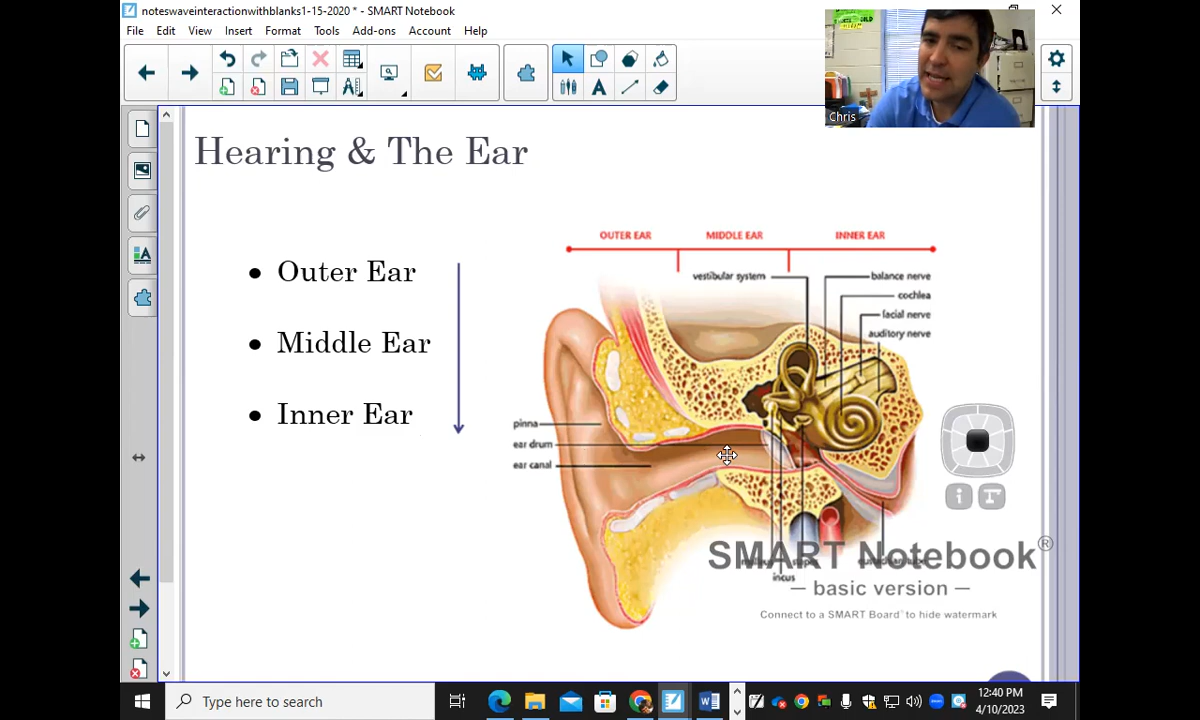 noteswaveinteractionwithblanks1-15-2020 * - SMART Notebook
File Edit View Insert Format Tools Add-ons Account Help
Chris
Hearing & The Ear
OUTER EAR MIDDLE EAR INNER EAR
• Outer Ear
• Middle Ear
• Inner Ear
vestibular system
balance nerve
cochlea
facial nerve
auditory nerve
pinna
ear drum
ear canal
incus
SMART Notebook®
— basic version —
Connect to a SMART Board™ to hide watermark
Type here to search
12:40 PM
4/10/2023